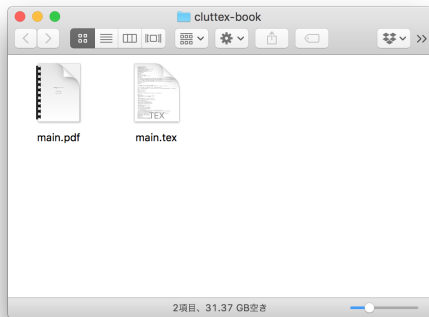 cluttex-book
TEX
main.pdf
main.tex
2項目、31.37 GB空き